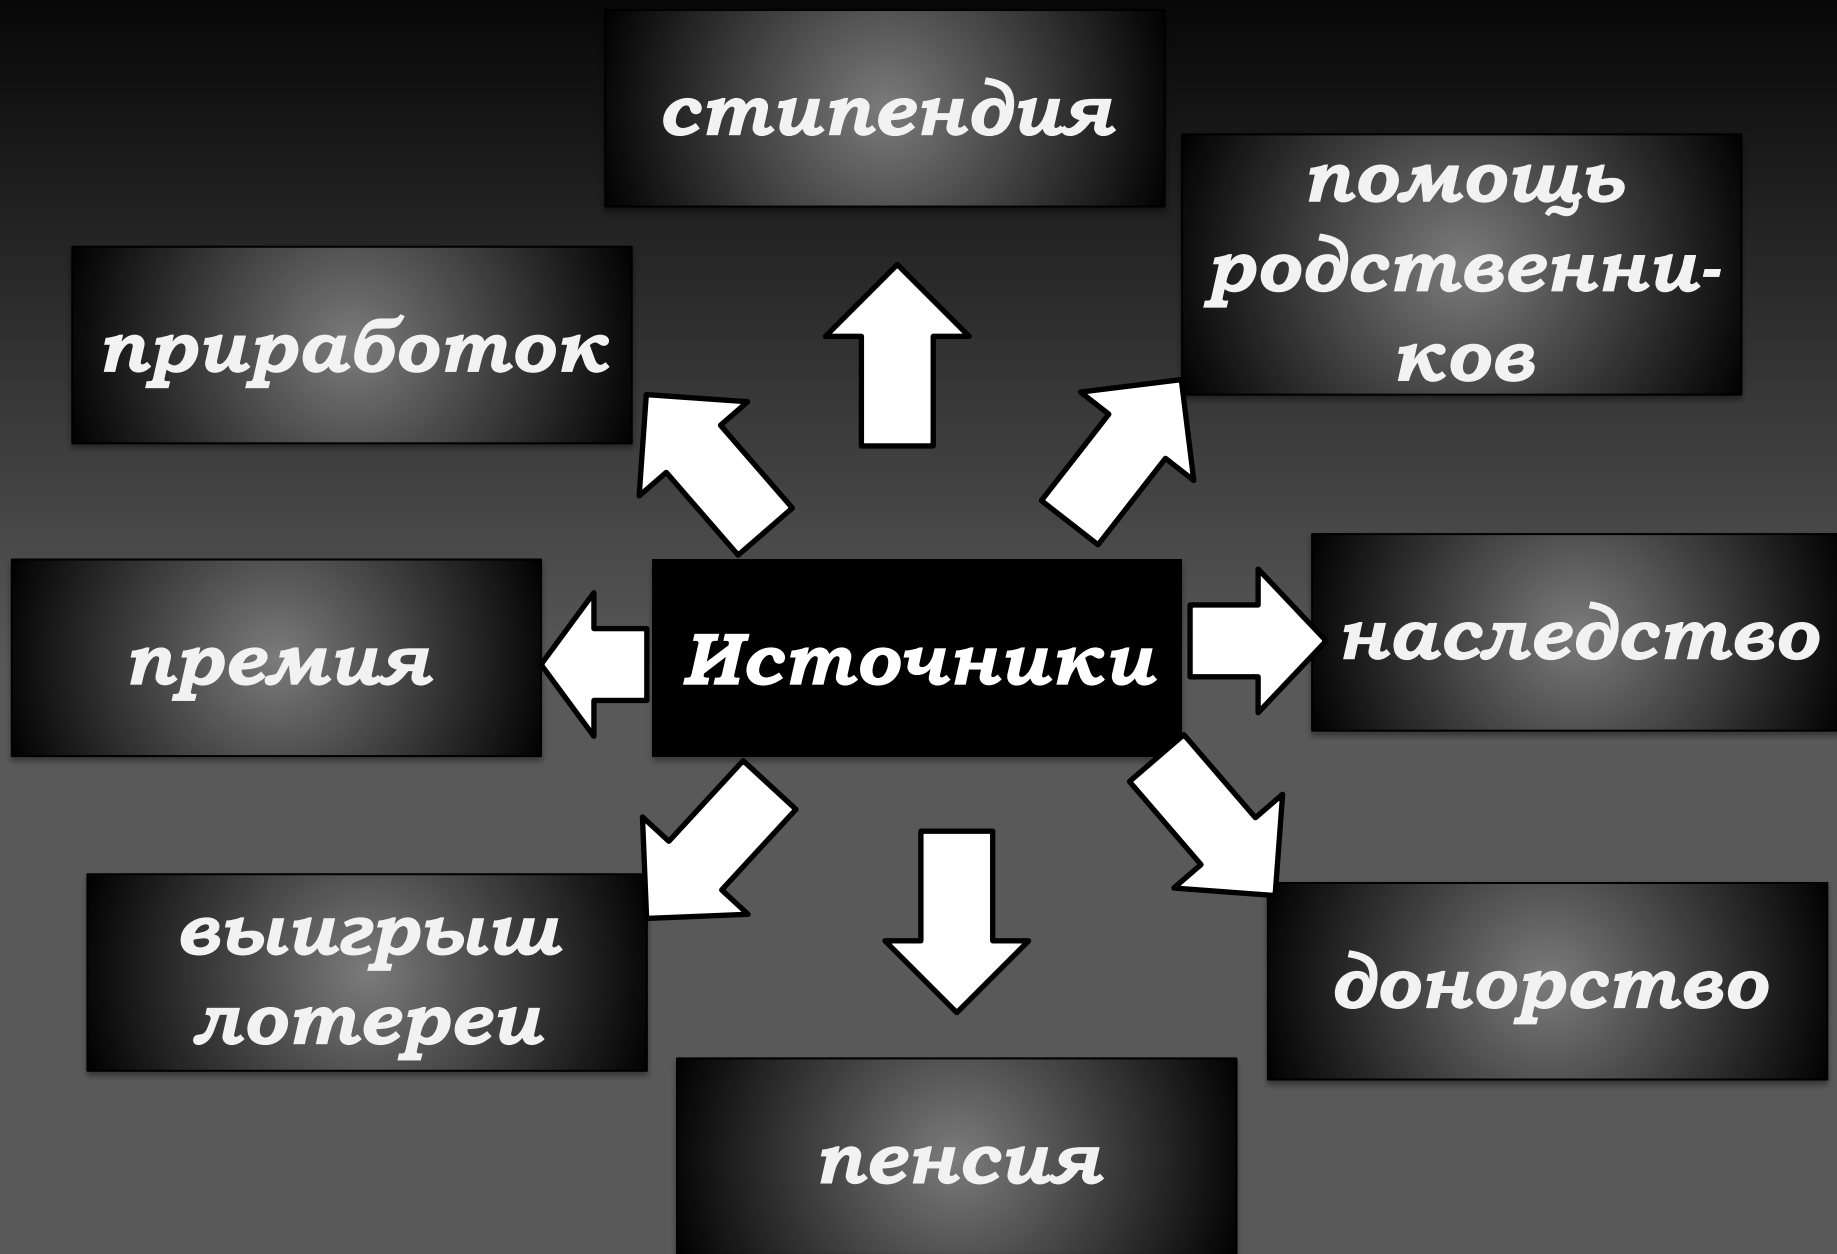 стипендия
помощь
родственни-
ков
приработок
наследство
премия
Источники
выигрыш
лотереи
донорство
пенсия